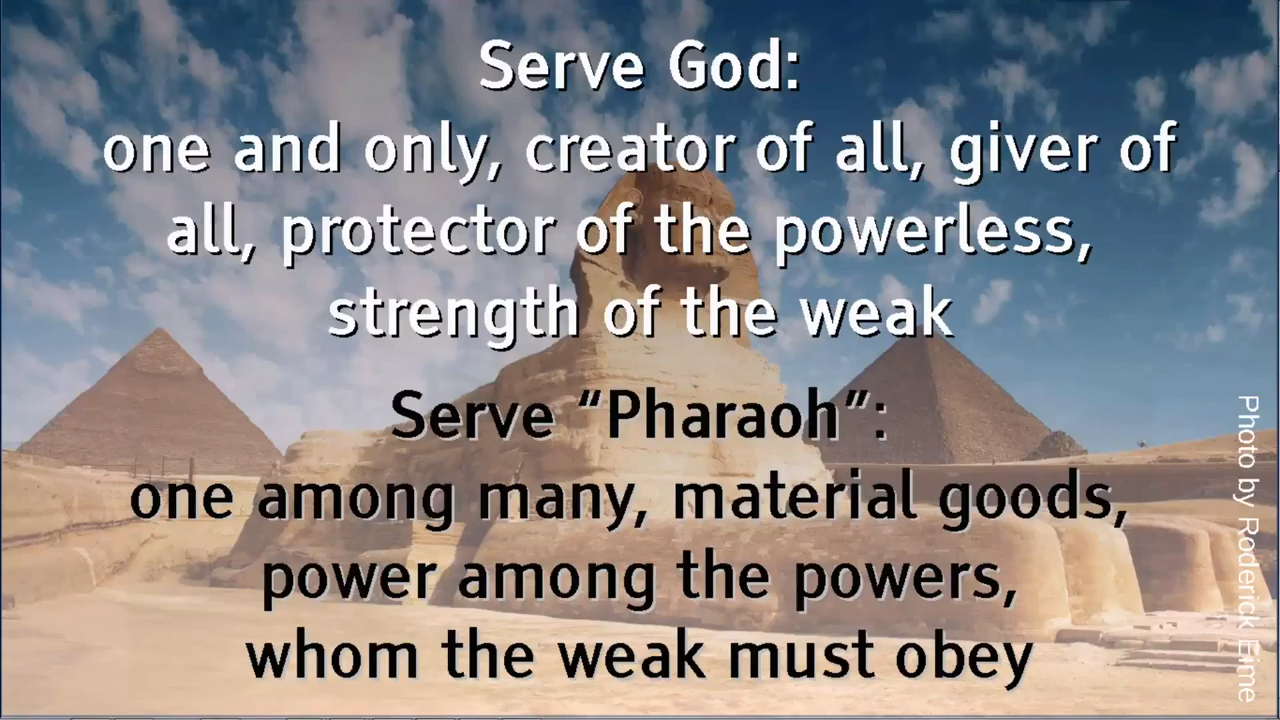 Serve God:
one and only, creator of all, giver of
all, protector of the powerless,
strength of the weak
Serve “Pharaoh”:
one among many, material goods,
power among the powers,
whom the weak must obey
Photo by Roderick Eime